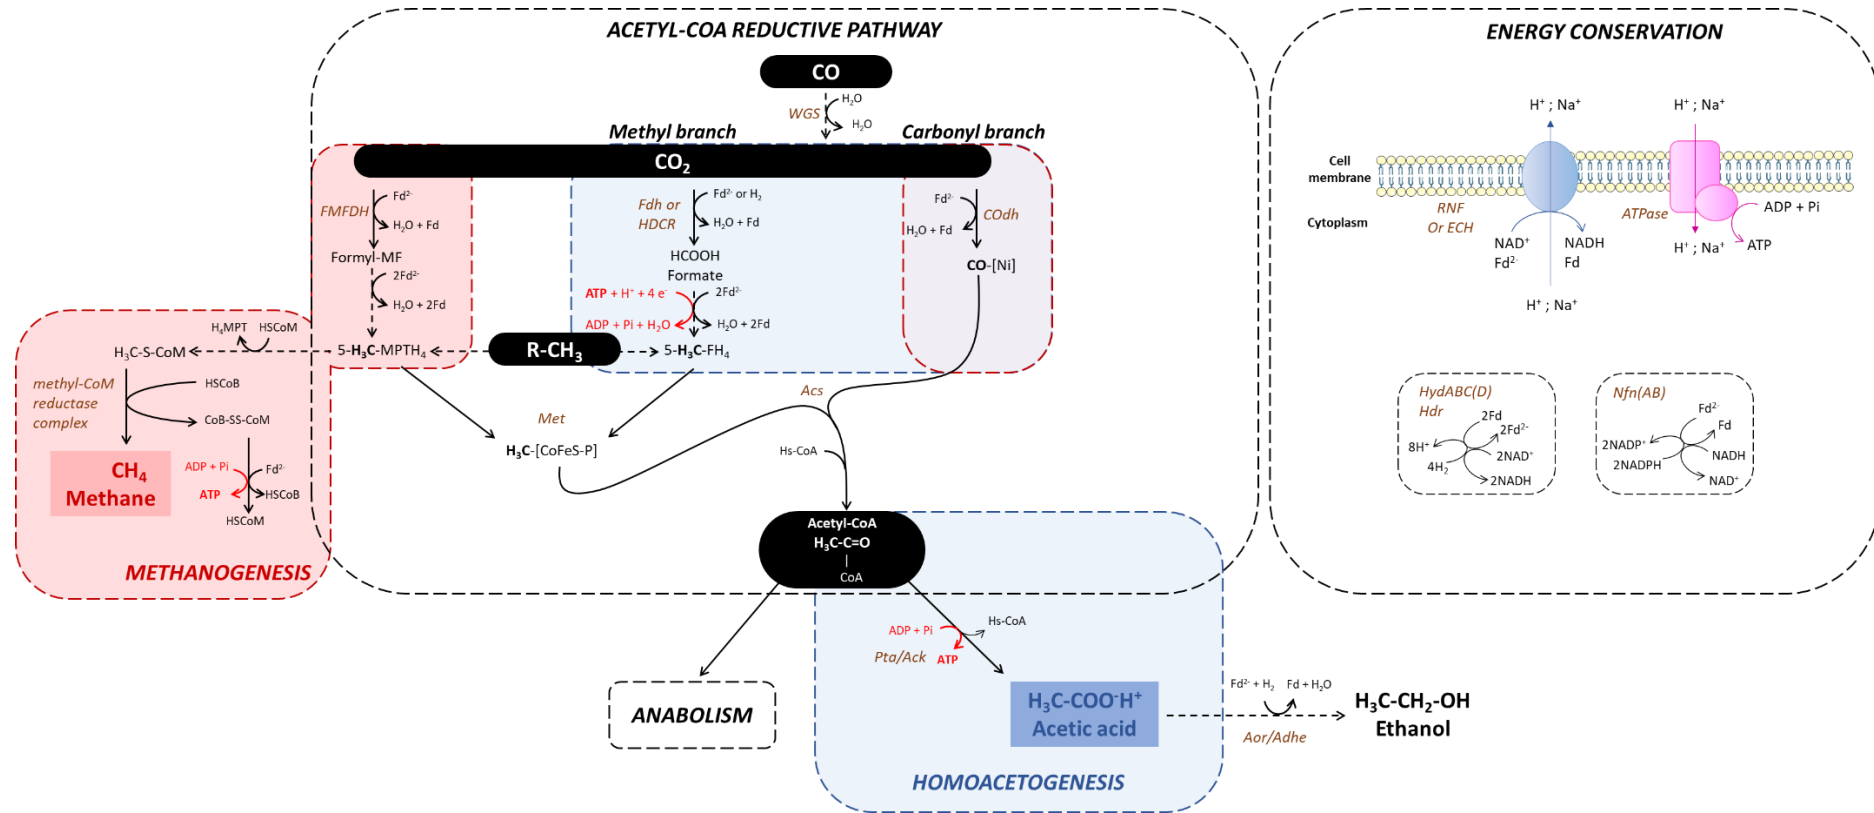 ACETYL-COA REDUCTIVE PATHWAY
CO
WGS
H₂O
H₂O
Methyl branch
Carbonyl branch
CO₂
FMFDH
Fd²⁻
H₂O + Fd
Formyl-MF
2Fd²⁻
H₂O + 2Fd
5-H₃C-MPTH₄
Fdh or
HDCR
Fd²⁻ or H₂
H₂O + Fd
HCOOH
Formate
ATP + H⁺ + 4 e⁻
2Fd²⁻
ADP + Pi + H₂O
H₂O + 2Fd
R-CH₃
5-H₃C-FH₄
Fd²⁻
COdh
H₂O + Fd
CO-[Ni]
H₄MPT
HSCoM
H₃C-S-CoM
methyl-CoM
reductase
complex
HSCoB
CoB-SS-CoM
CH₄
Methane
ADP + Pi
Fd²⁻
ATP
HSCoB
HSCoM
METHANOGENESIS
Met
H₃C-[CoFeS-P]
Acs
Hs-CoA
Acetyl-CoA
H₃C-C=O
|
CoA
ADP + Pi
Hs-CoA
Pta/Ack
ATP
ANABOLISM
H₃C-COO⁻H⁺
Acetic acid
HOMOACETOGENESIS
Fd²⁻ + H₂
Fd + H₂O
Aor/Adhe
H₃C-CH₂-OH
Ethanol
ENERGY CONSERVATION
H⁺ ; Na⁺
H⁺ ; Na⁺
Cell
membrane
Cytoplasm
RNF
Or ECH
NAD⁺
Fd²⁻
NADH
Fd
H⁺ ; Na⁺
ATPase
ADP + Pi
ATP
H⁺ ; Na⁺
HydABC(D)
Hdr
2Fd
2Fd²⁻
8H⁺
4H₂
2NAD⁺
2NADH
Nfn(AB)
Fd²⁻
Fd
2NADP⁺
2NADPH
NADH
NAD⁺